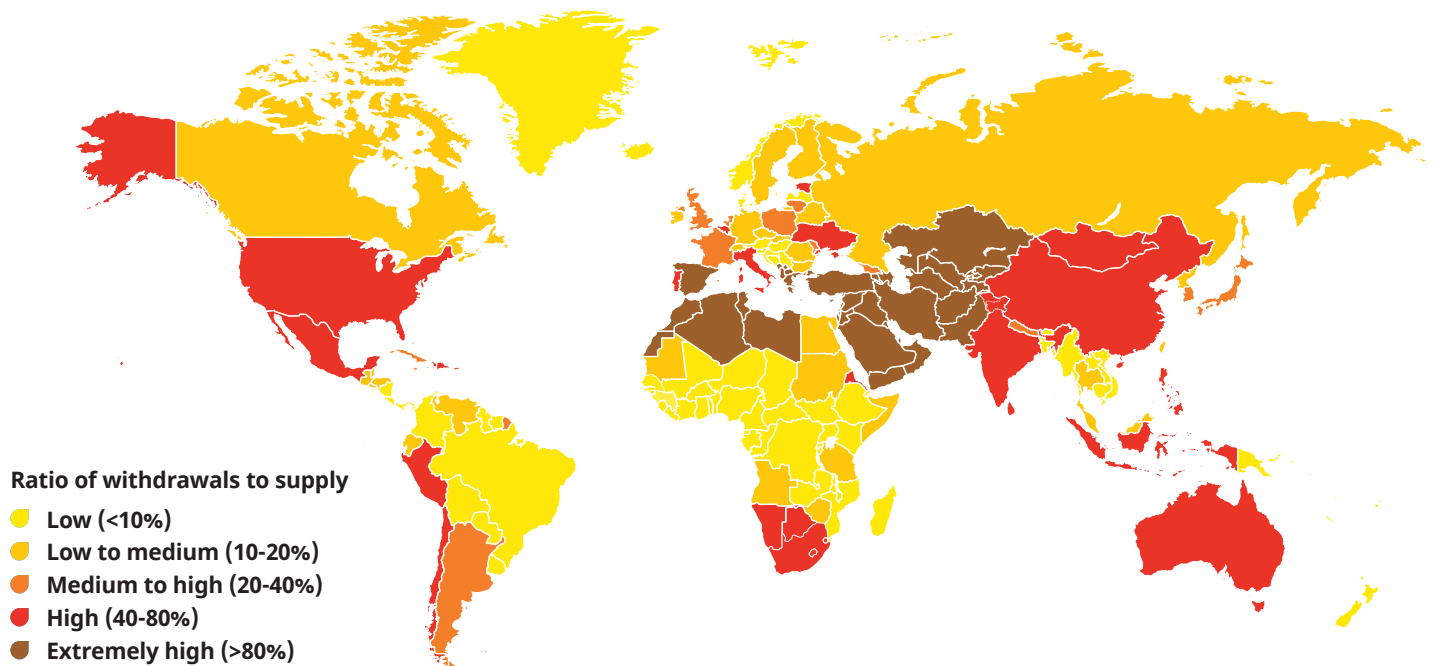 Ratio of withdrawals to supply
Low (<10%)
Low to medium (10-20%)
Medium to high (20-40%)
High (40-80%)
Extremely high (>80%)